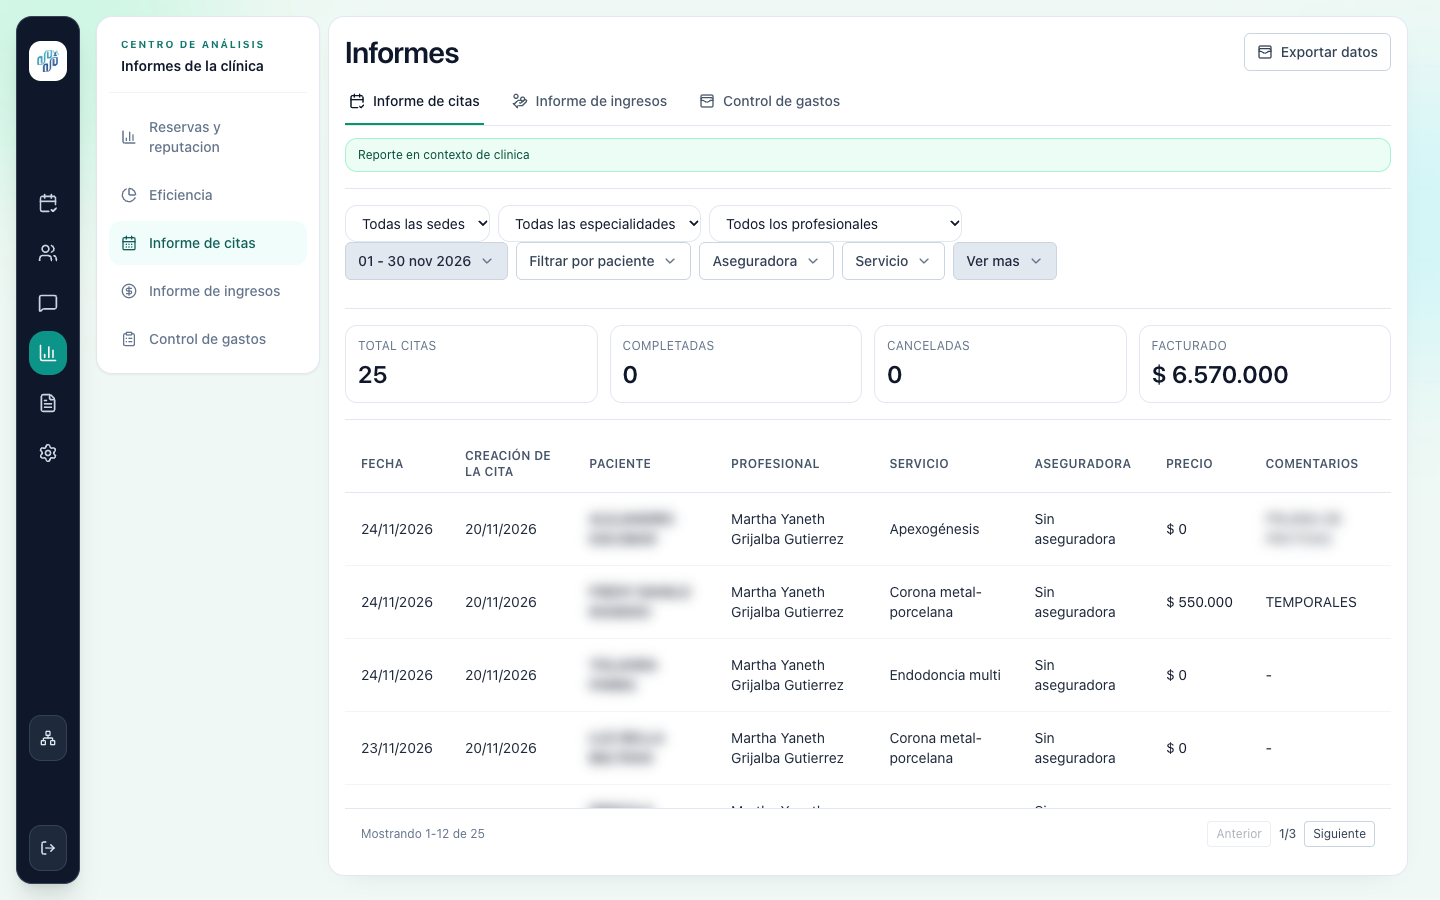 CENTRO DE ANÁLISIS
Informes de la clínica
Reservas y
reputacion
Eficiencia
Informe de citas
Informe de ingresos
Control de gastos
Informes
Exportar datos
Informe de citas
Informe de ingresos
Control de gastos
Reporte en contexto de clinica
Todas las sedes
Todas las especialidades
Todos los profesionales
01 - 30 nov 2026
Filtrar por paciente
Aseguradora
Servicio
Ver mas
TOTAL CITAS
25
COMPLETADAS
0
CANCELADAS
0
FACTURADO
$ 6.570.000
FECHA
CREACIÓN DE
LA CITA
PACIENTE
PROFESIONAL
SERVICIO
ASEGURADORA
PRECIO
COMENTARIOS
24/11/2026
20/11/2026
Martha Yaneth
Grijalba Gutierrez
Apexogénesis
Sin
aseguradora
$ 0
24/11/2026
20/11/2026
Martha Yaneth
Grijalba Gutierrez
Corona metal-
porcelana
Sin
aseguradora
$ 550.000
TEMPORALES
24/11/2026
20/11/2026
Martha Yaneth
Grijalba Gutierrez
Endodoncia multi
Sin
aseguradora
$ 0
-
23/11/2026
20/11/2026
Martha Yaneth
Grijalba Gutierrez
Corona metal-
porcelana
Sin
aseguradora
$ 0
-
Mostrando 1-12 de 25
Anterior
1/3
Siguiente